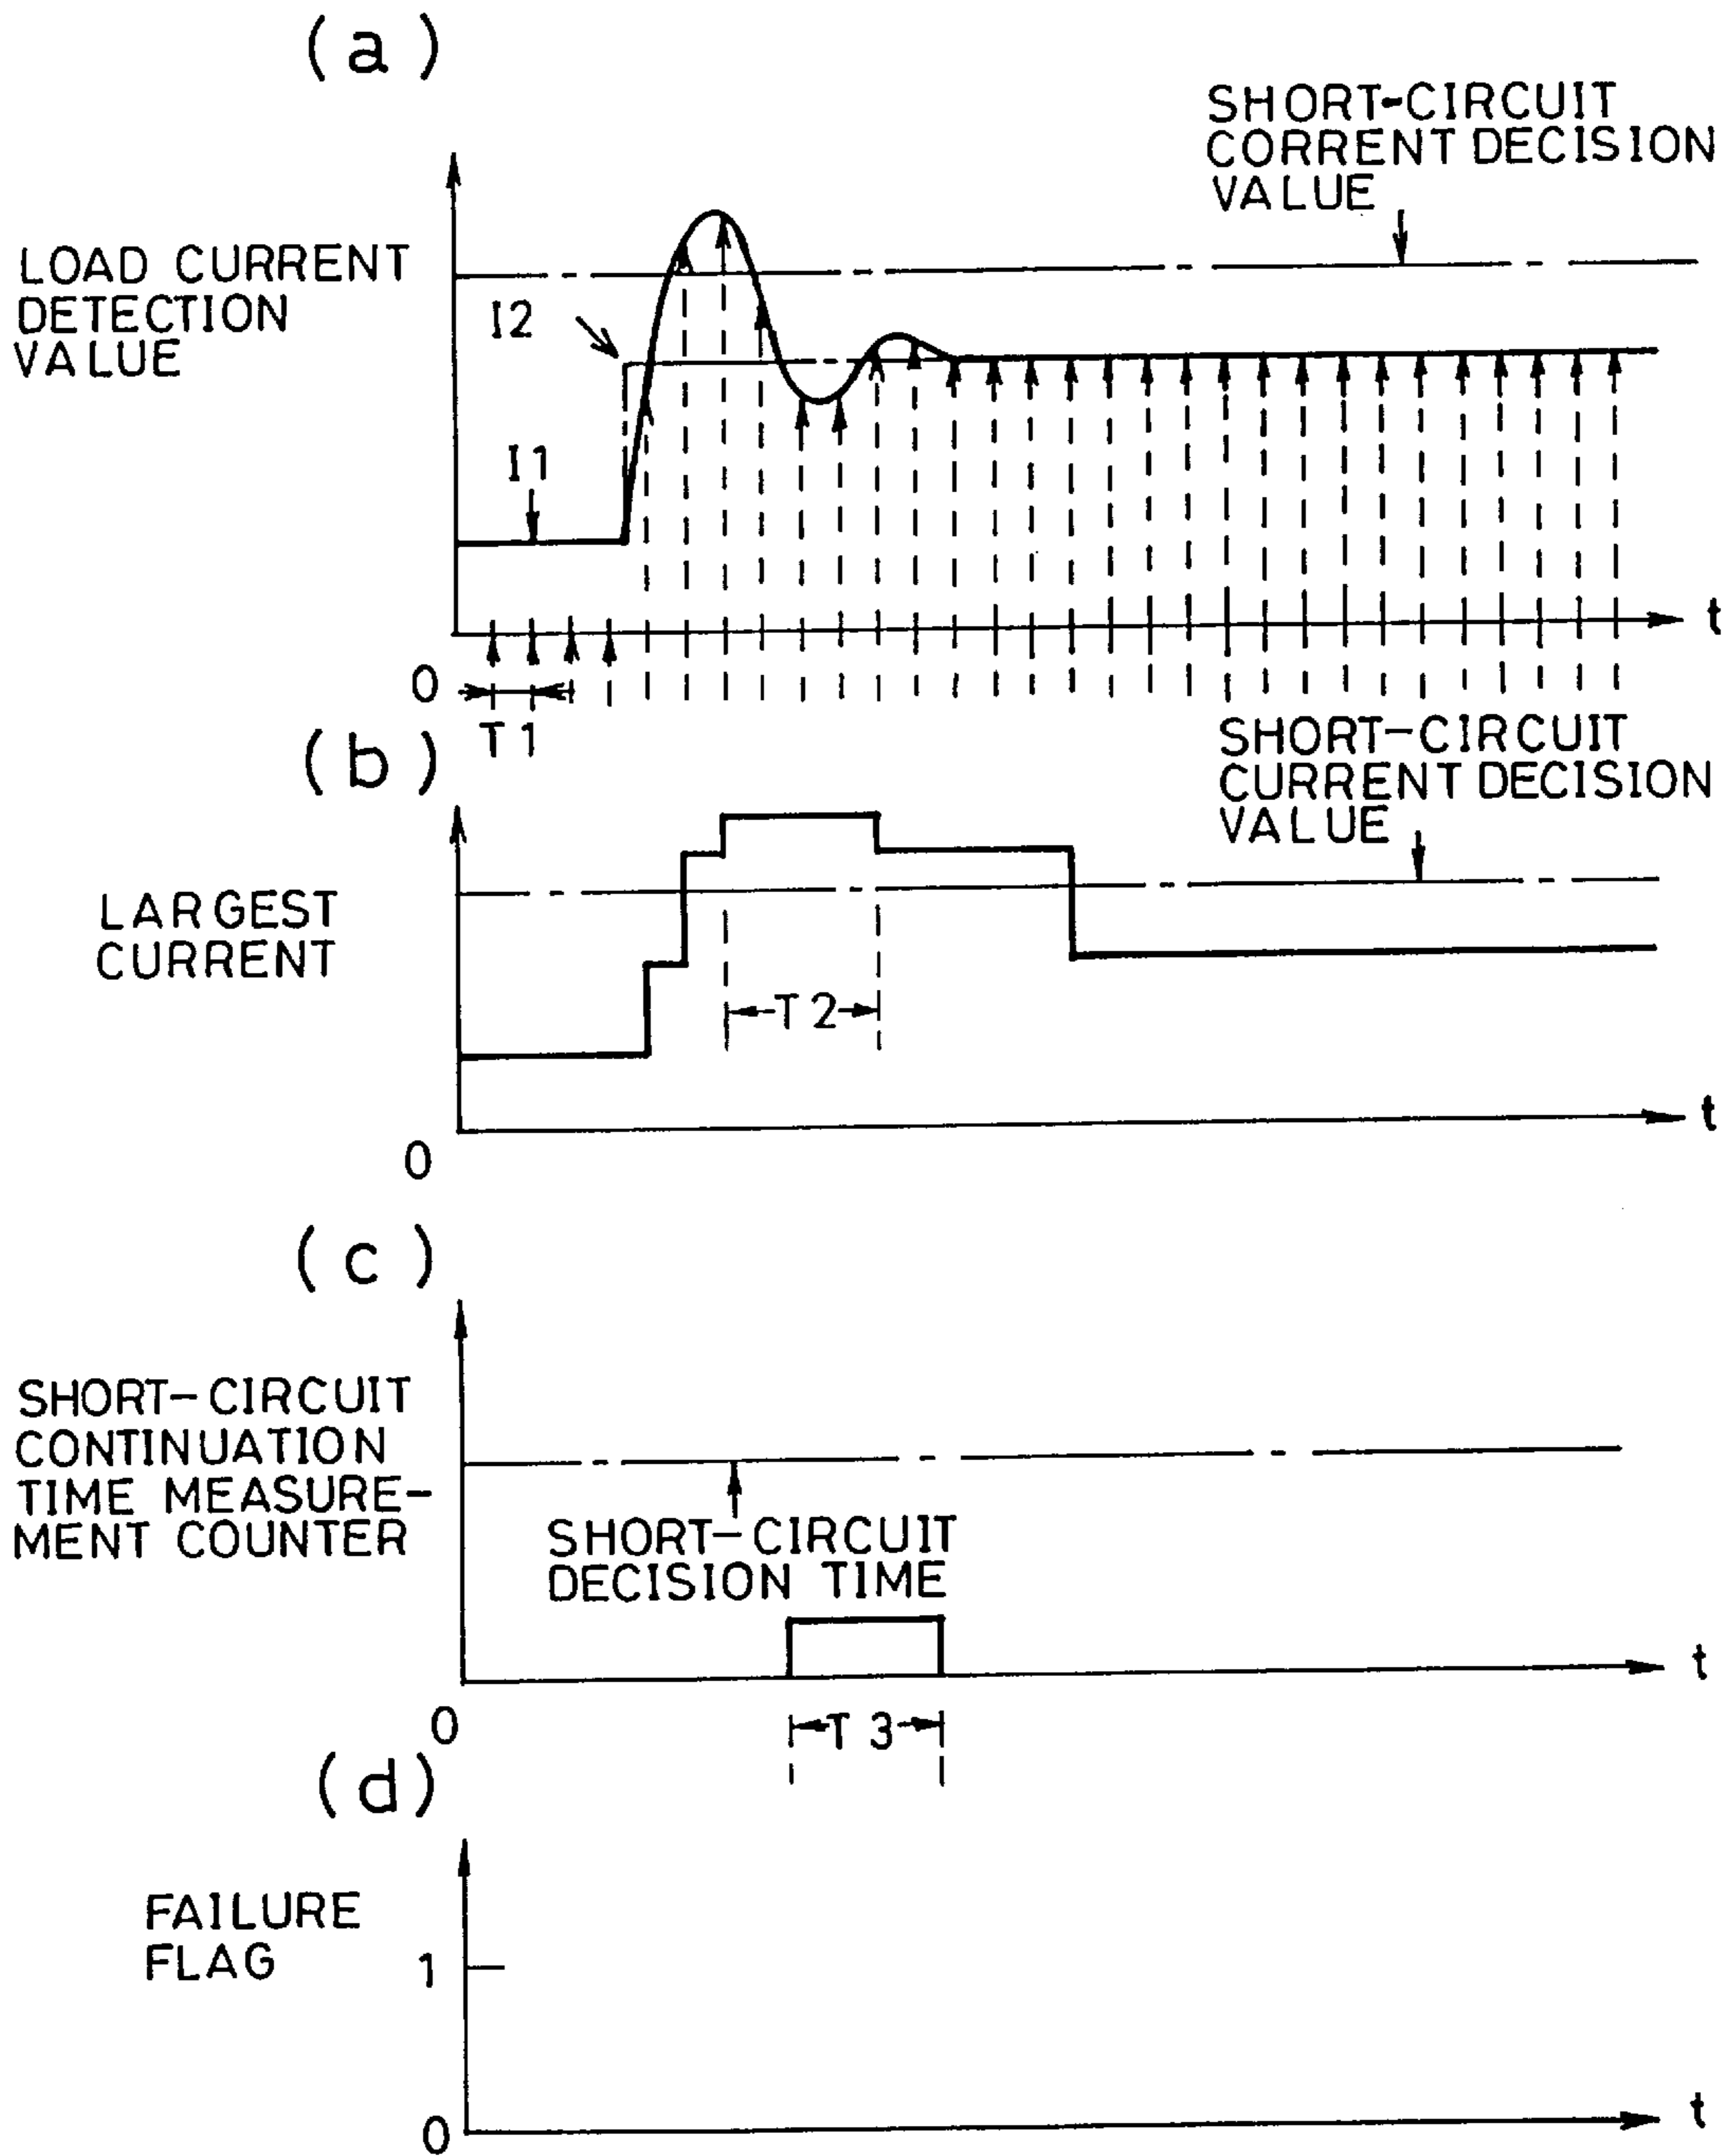 (a)
SHORT-CIRCUIT
CORRENT DECISION
VALUE
LOAD CURRENT
DETECTION
VALUE
I2
I1
t
0
T1
(b)
SHORT-CIRCUIT
CURRENT DECISION
VALUE
LARGEST
CURRENT
T2
t
0
(c)
SHORT-CIRCUIT
CONTINUATION
TIME MEASURE-
MENT COUNTER
SHORT-CIRCUIT
DECISION TIME
t
0
T3
(d)
FAILURE
FLAG
1
0
t